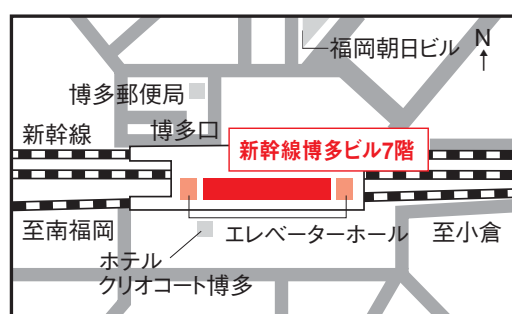 福岡朝日ビル
N
博多郵便局
新幹線
博多口
新幹線博多ビル7階
至南福岡
エレベーターホール
至小倉
ホテル
クリオコート博多